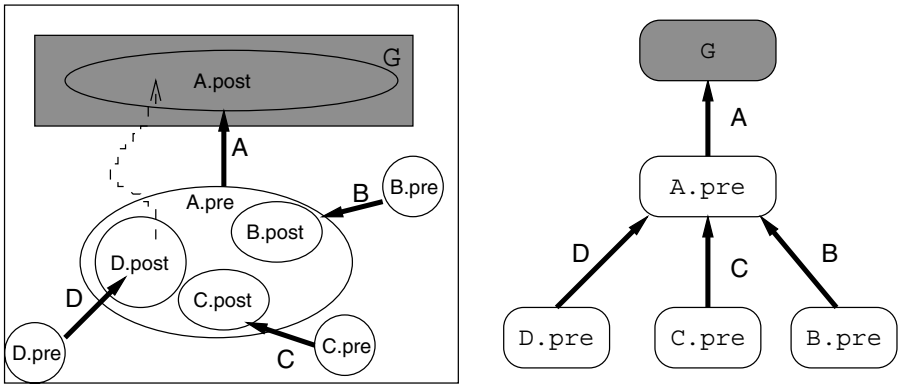 G
A.post
A
A.pre
B
B.pre
B.post
D.post
D
C.post
D.pre
C
C.pre
G
A
A.pre
D
C
B
D.pre
C.pre
B.pre